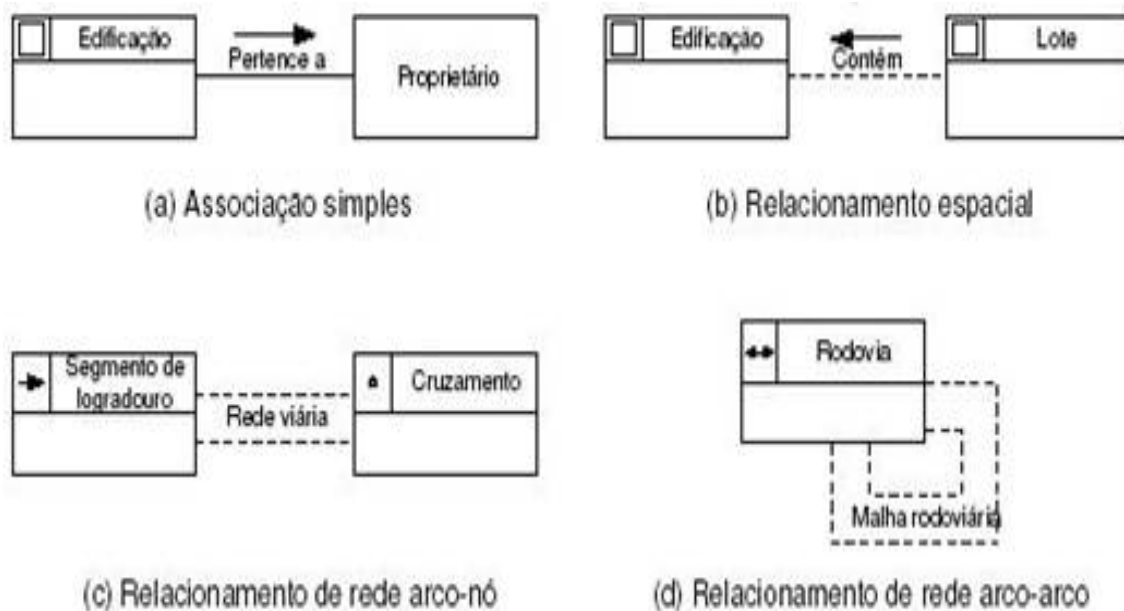 Edificação
Pertence a
Proprietário
(a) Associação simples
Edificação
Contém
Lote
(b) Relacionamento espacial
Segmento de
logradouro
Rede viária
Cruzamento
(c) Relacionamento de rede arco-nó
Rodovia
Malha rodoviária
(d) Relacionamento de rede arco-arco